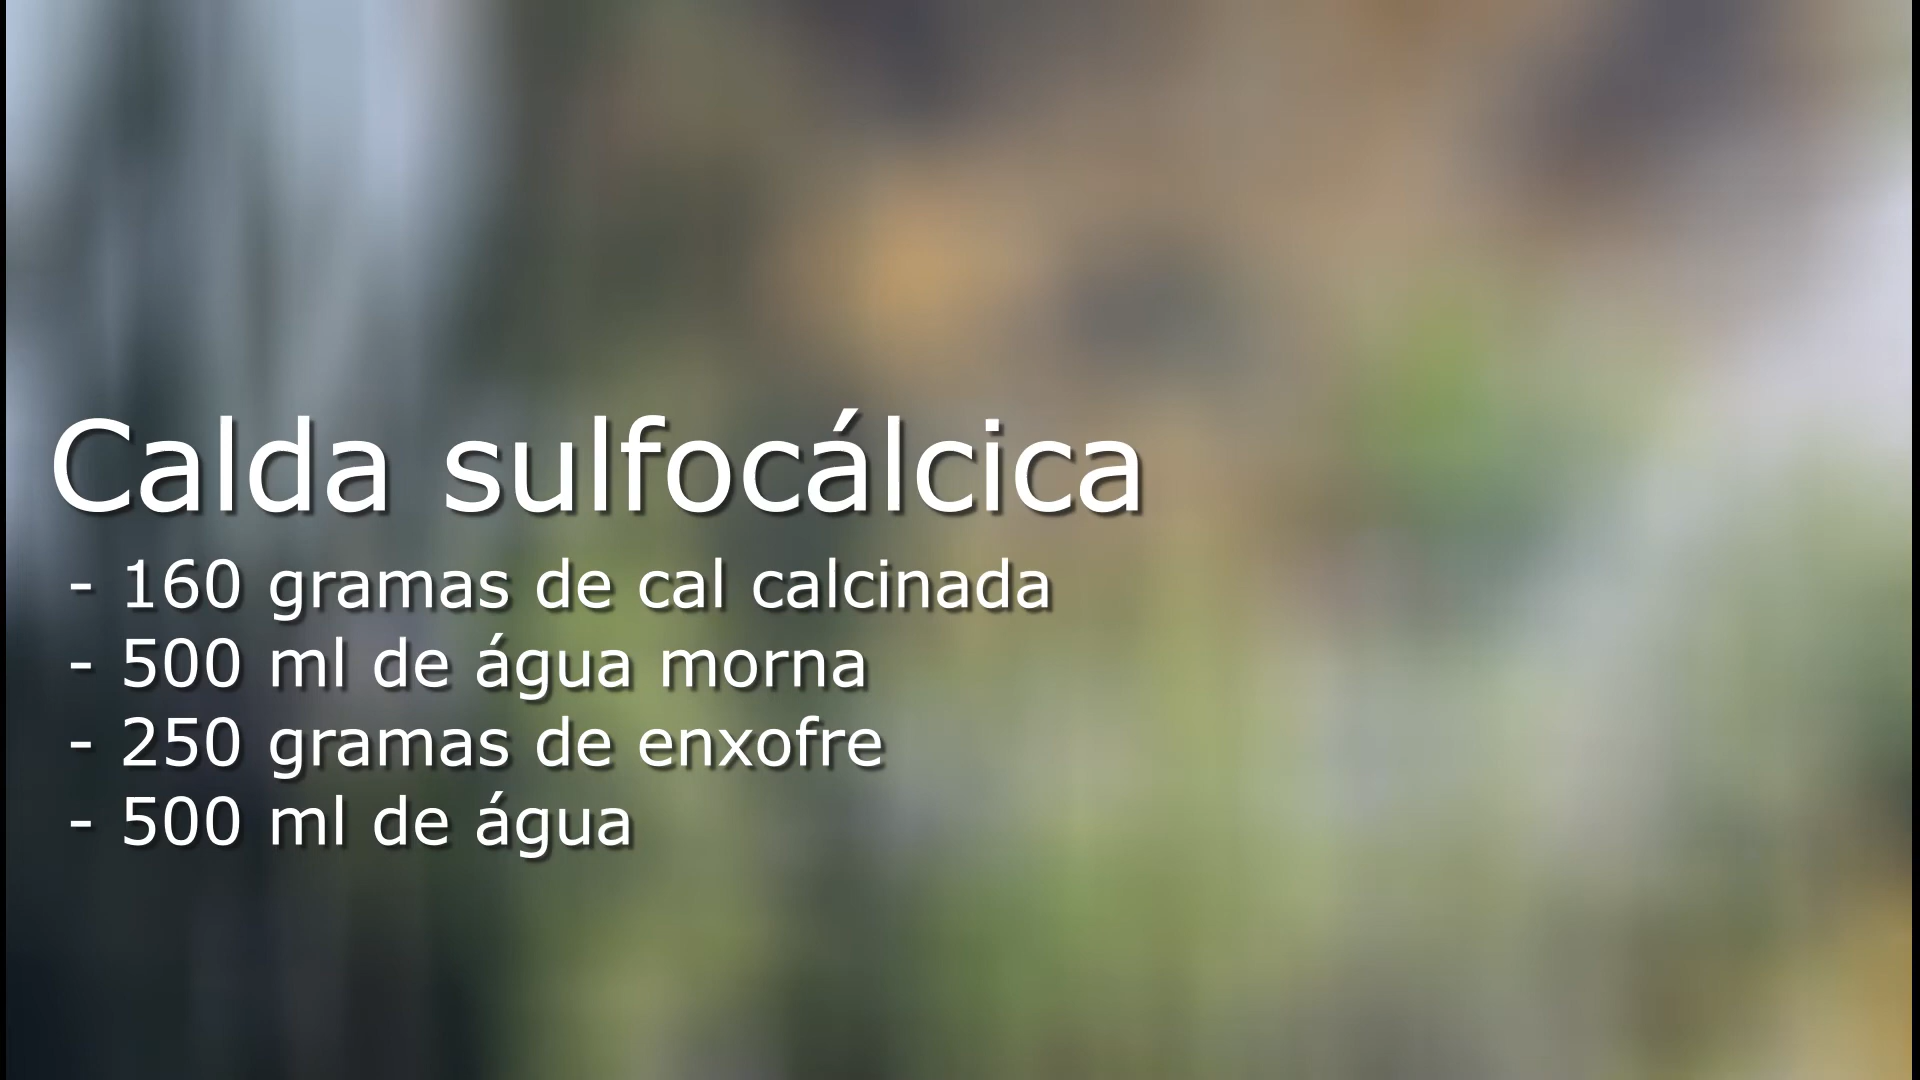 Calda sulfocálcica
- 160 gramas de cal calcinada
- 500 ml de água morna
- 250 gramas de enxofre
- 500 ml de água